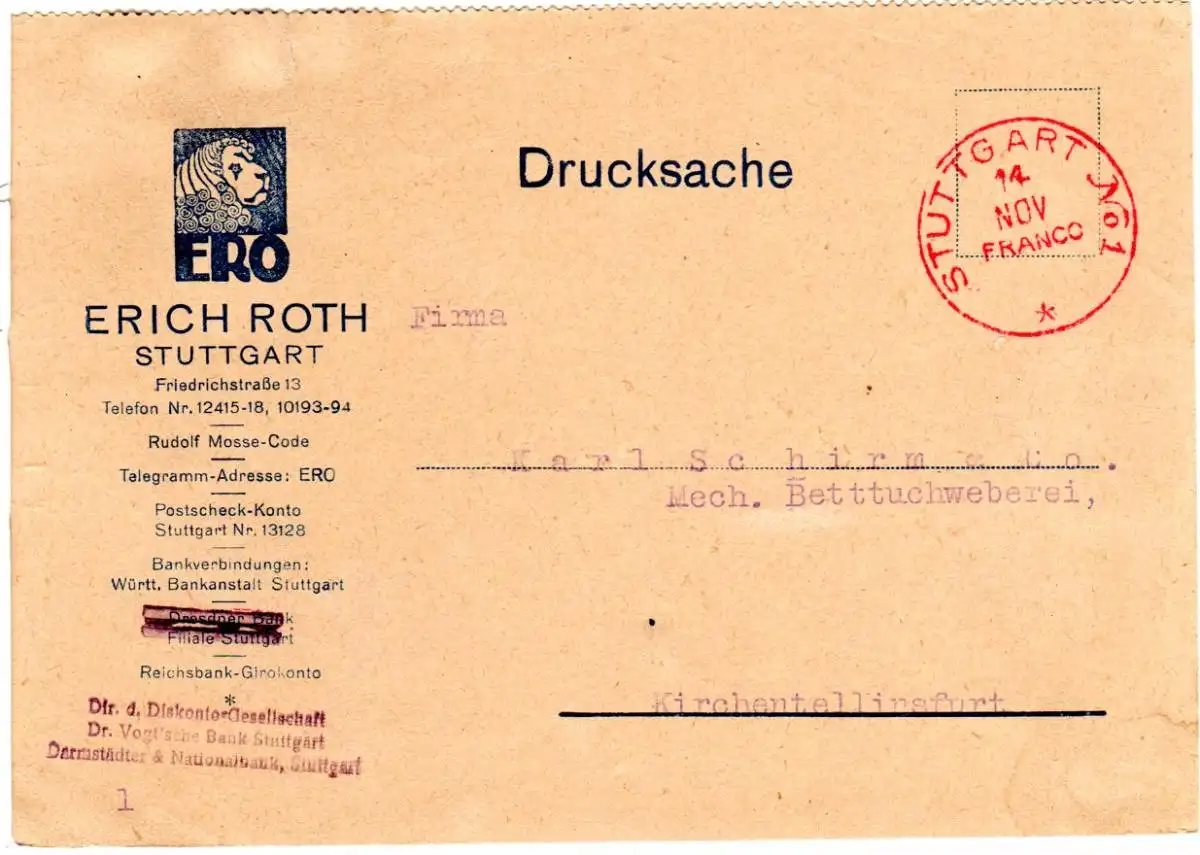 Drucksache
STUTTGART No 1
14
NOV
FRANCO
*
ERO
ERICH ROTH
STUTTGART
Friedrichstraße 13
Telefon Nr. 12415-18, 10193-94
Rudolf Mosse-Code
Telegramm-Adresse: ERO
Postscheck-Konto
Stuttgart Nr. 13128
Bankverbindungen:
Württ. Bankanstalt Stuttgart
Dresdner Bank
Filiale Stuttgart
Reichsbank-Girokonto
*
Dir. d. Diskonto-Gesellschaft
Dr. Vogt'sche Bank Stuttgart
Darmstädter & Nationalbank, Stuttgart
1
Firma
Karl Schirm & Co.
Mech. Betttuchweberei,
Kirchentellinsfurt